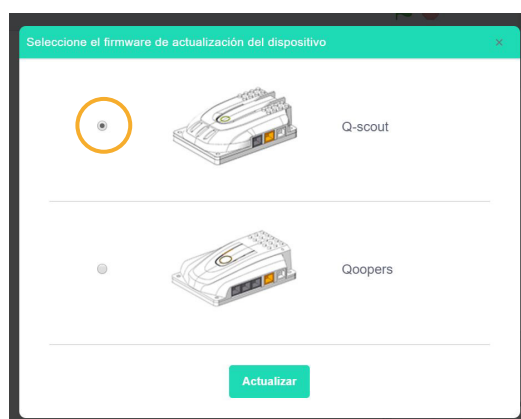 Seleccione el firmware de actualización del dispositivo ×
Q-scout
Qoopers
Actualizar